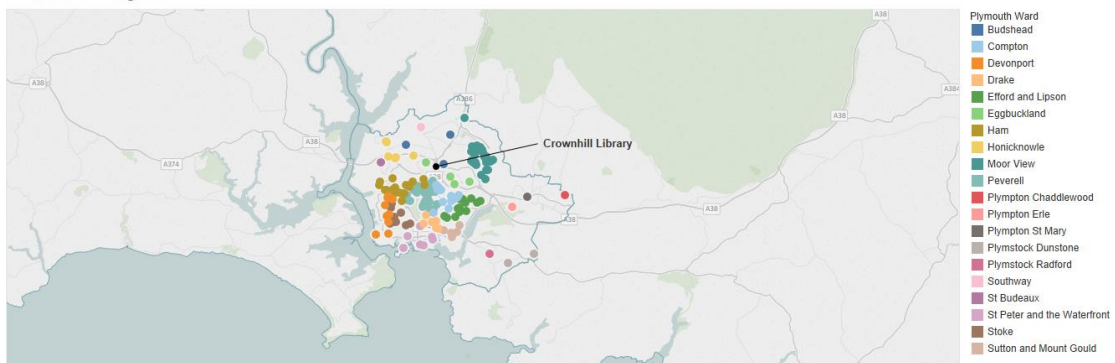 A38
A38
A384
A38
A386
A38
A374
A38
A38
Crownhill Library
Plymouth Ward
Budshead
Compton
Devonport
Drake
Efford and Lipson
Eggbuckland
Ham
Honicknowle
Moor View
Peverell
Plympton Chaddlewood
Plympton Erle
Plympton St Mary
Plymstock Dunstone
Plymstock Radford
Southway
St Budeaux
St Peter and the Waterfront
Stoke
Sutton and Mount Gould